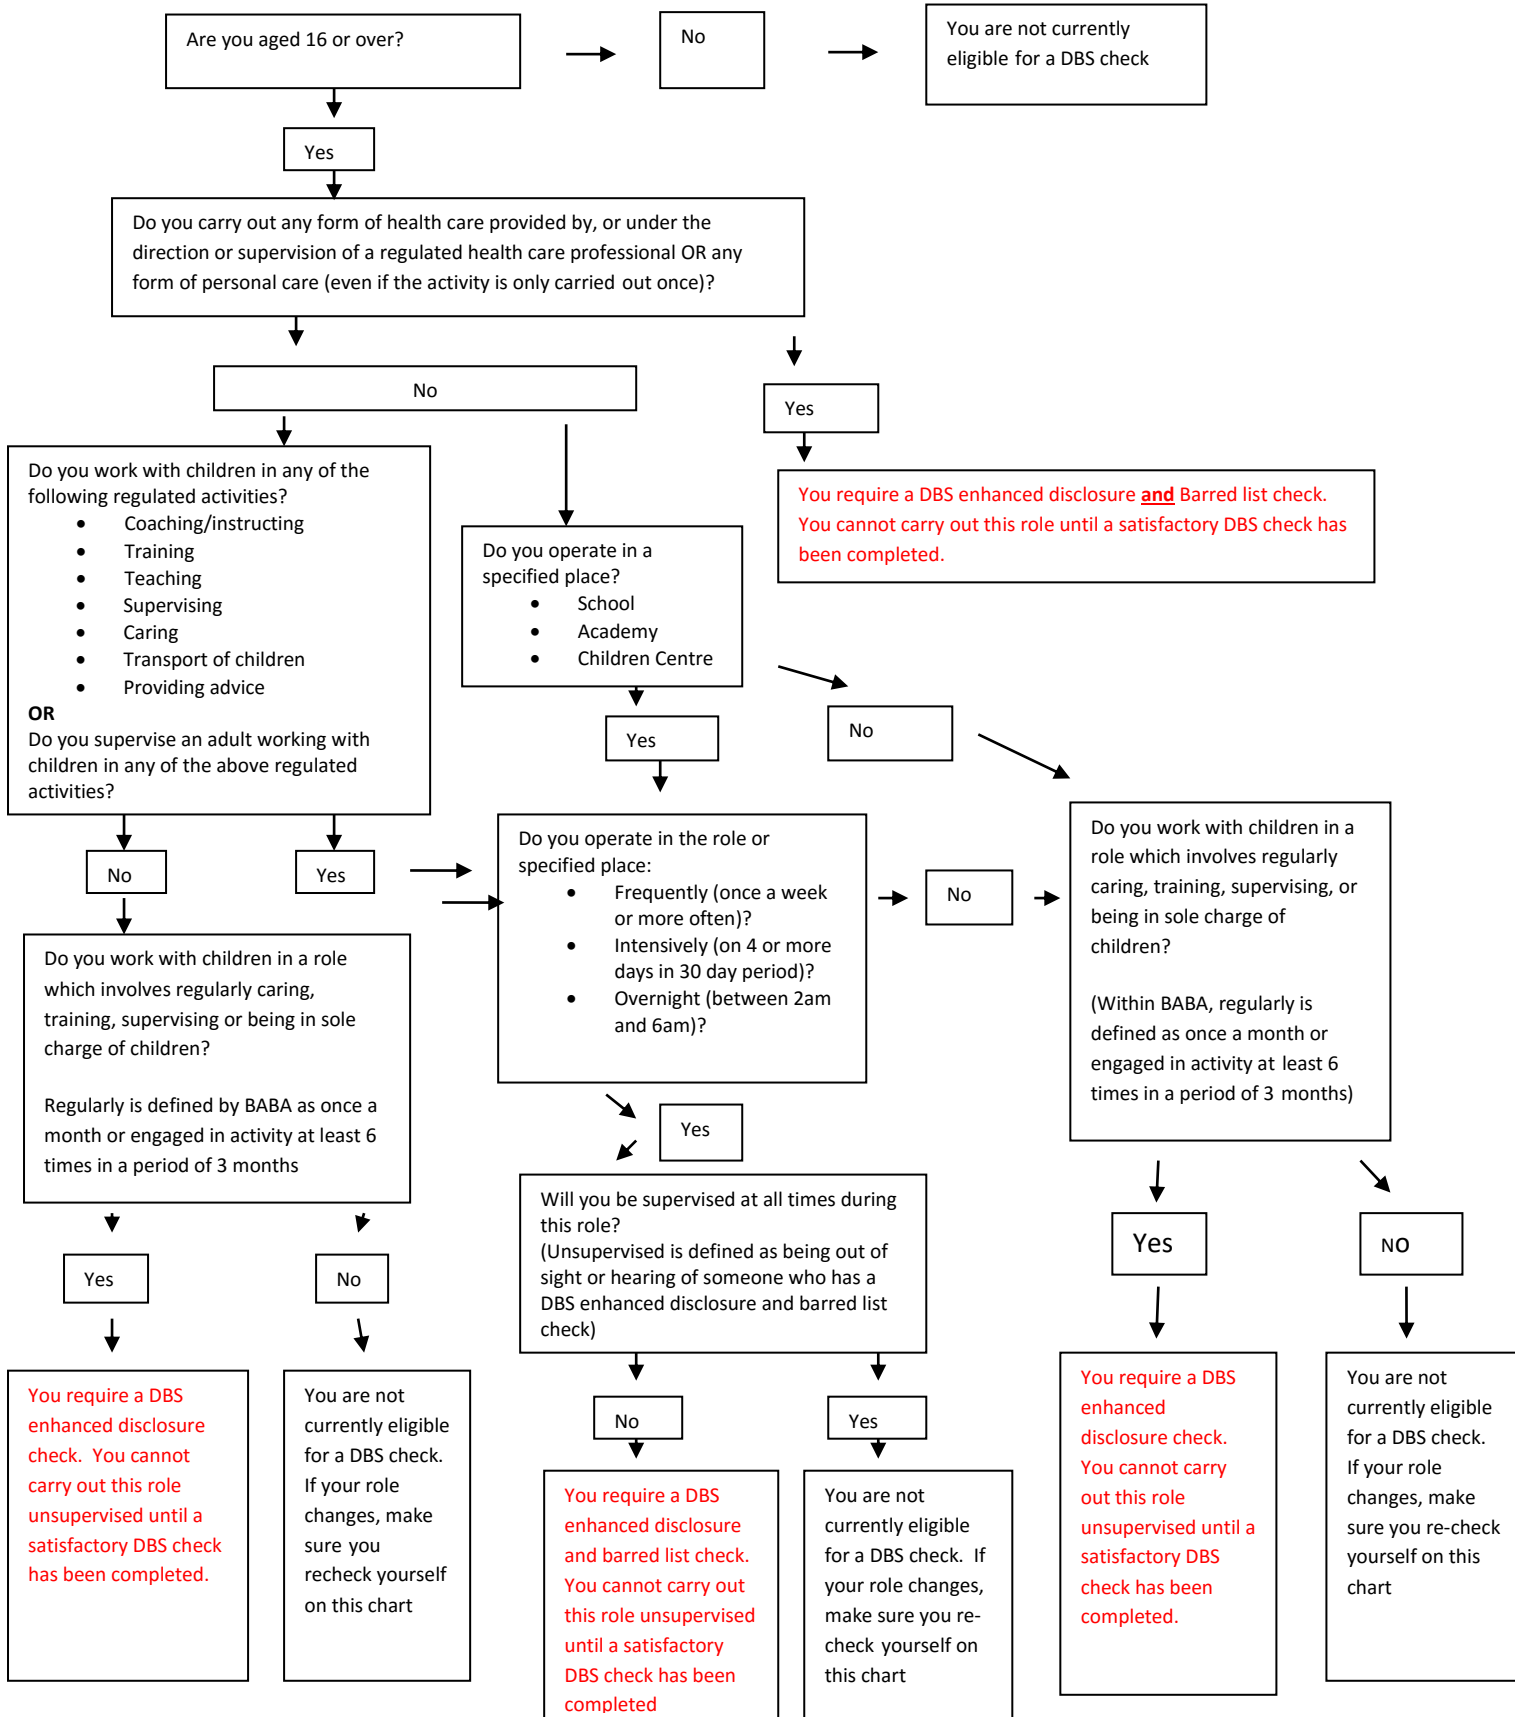 Are you aged 16 or over?
No
You are not currently
eligible for a DBS check
Yes
Do you carry out any form of health care provided by, or under the
direction or supervision of a regulated health care professional OR any
form of personal care (even if the activity is only carried out once)?
No
Yes
You require a DBS enhanced disclosure and Barred list check.
You cannot carry out this role until a satisfactory DBS check has
been completed.
Do you work with children in any of the
following regulated activities?
• Coaching/instructing
• Training
• Teaching
• Supervising
• Caring
• Transport of children
• Providing advice
OR
Do you supervise an adult working with
children in any of the above regulated
activities?
Do you operate in a
specified place?
• School
• Academy
• Children Centre
Yes
No
No
Yes
Do you operate in the role or
specified place:
• Frequently (once a week
or more often)?
• Intensively (on 4 or more
days in 30 day period)?
• Overnight (between 2am
and 6am)?
No
Do you work with children in a
role which involves regularly
caring, training, supervising, or
being in sole charge of
children?
(Within BABA, regularly is
defined as once a month or
engaged in activity at least 6
times in a period of 3 months)
Do you work with children in a role
which involves regularly caring,
training, supervising or being in sole
charge of children?
Regularly is defined by BABA as once a
month or engaged in activity at least 6
times in a period of 3 months
Yes
Will you be supervised at all times during
this role?
(Unsupervised is defined as being out of
sight or hearing of someone who has a
DBS enhanced disclosure and barred list
check)
Yes
No
Yes
NO
No
Yes
You require a DBS
enhanced disclosure
check. You cannot
carry out this role
unsupervised until a
satisfactory DBS check
has been completed.
You are not
currently eligible
for a DBS check.
If your role
changes, make
sure you
recheck yourself
on this chart
You require a DBS
enhanced disclosure
and barred list check.
You cannot carry out
this role unsupervised
until a satisfactory
DBS check has been
completed
You are not
currently eligible
for a DBS check. If
your role changes,
make sure you re-
check yourself on
this chart
You require a DBS
enhanced
disclosure check.
You cannot carry
out this role
unsupervised until a
satisfactory DBS
check has been
completed.
You are not
currently eligible
for a DBS check.
If your role
changes, make
sure you re-check
yourself on this
chart